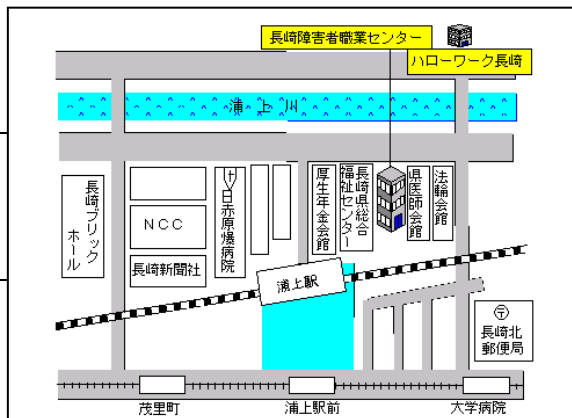 長崎障害者職業センター
ハローワーク長崎
浦上川
長崎ブリック
ホール
NCC
長崎新聞社
日赤原爆病院
厚生年金会館
長崎県総合
福祉センター
県医師会館
法輪会館
浦上駅
〒
長崎北
郵便局
茂里町
浦上駅前
大学病院